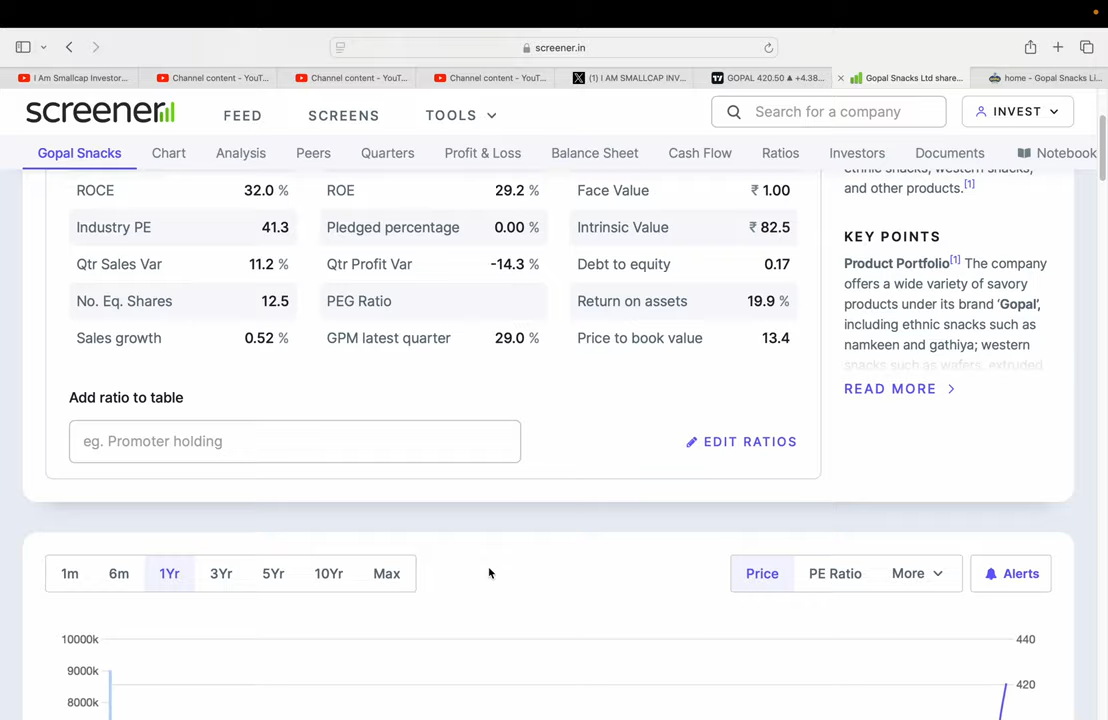 screener.in
I Am Smallcap Investor...
Channel content - YouT...
Channel content - YouT...
Channel content - YouT...
(1) I AM SMALLCAP INV...
GOPAL 420.50 ▲ +4.38...
Gopal Snacks Ltd share...
home - Gopal Snacks Li...
screener
FEED
SCREENS
TOOLS
Search for a company
INVEST
Gopal Snacks
Chart
Analysis
Peers
Quarters
Profit & Loss
Balance Sheet
Cash Flow
Ratios
Investors
Documents
Notebook
ROCE 32.0 %
ROE 29.2 %
Face Value ₹ 1.00
Industry PE 41.3
Pledged percentage 0.00 %
Intrinsic Value ₹ 82.5
Qtr Sales Var 11.2 %
Qtr Profit Var -14.3 %
Debt to equity 0.17
No. Eq. Shares 12.5
PEG Ratio
Return on assets 19.9 %
Sales growth 0.52 %
GPM latest quarter 29.0 %
Price to book value 13.4
Add ratio to table
eg. Promoter holding
EDIT RATIOS
ethnic snacks, western snacks,
and other products.[1]
KEY POINTS
Product Portfolio[1] The company
offers a wide variety of savory
products under its brand ‘Gopal’,
including ethnic snacks such as
namkeen and gathiya; western
snacks such as wafers, extruded
READ MORE
1m
6m
1Yr
3Yr
5Yr
10Yr
Max
Price
PE Ratio
More
Alerts
10000k
9000k
8000k
440
420